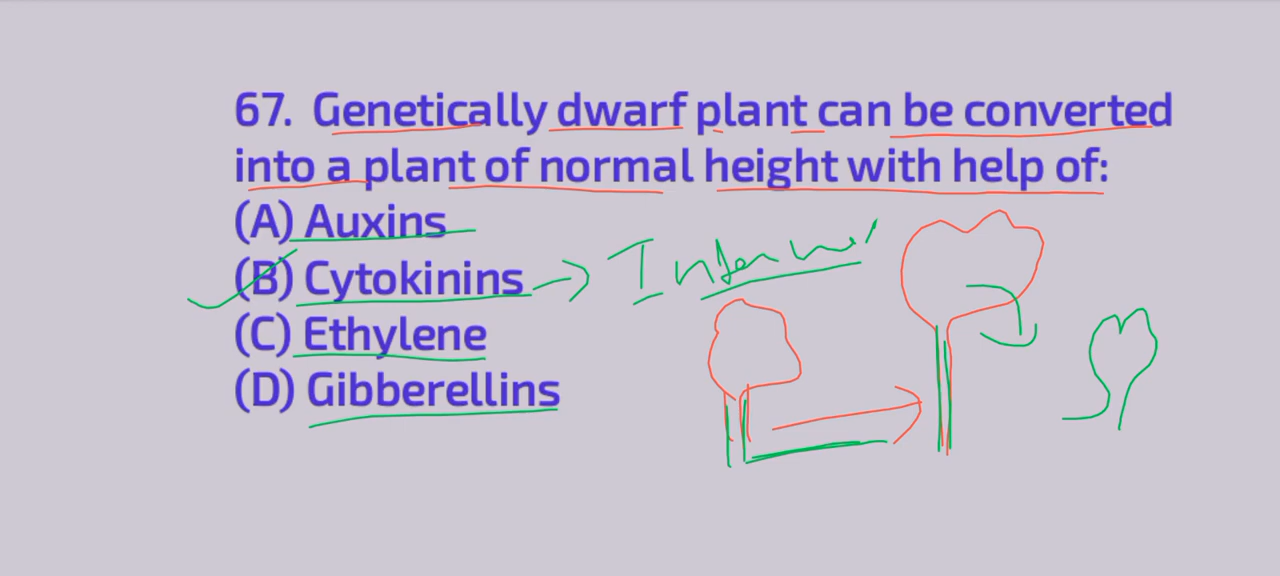 67. Genetically dwarf plant can be converted
into a plant of normal height with help of:
(A) Auxins
(B) Cytokinins
(C) Ethylene
(D) Gibberellins